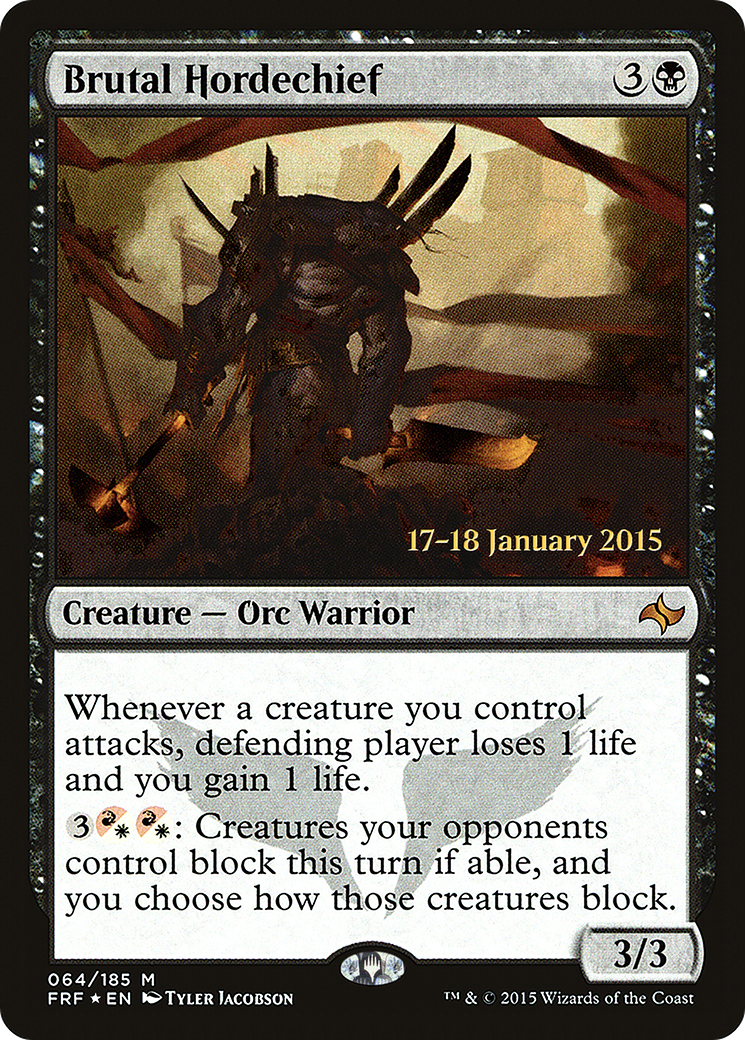 Brutal Hordechief 3
17–18 January 2015
Creature — Orc Warrior
Whenever a creature you control
attacks, defending player loses 1 life
and you gain 1 life.
3: Creatures your opponents
control block this turn if able, and
you choose how those creatures block.
3/3
064/185 M
FRF ★ EN Tyler Jacobson
™ & © 2015 Wizards of the Coast